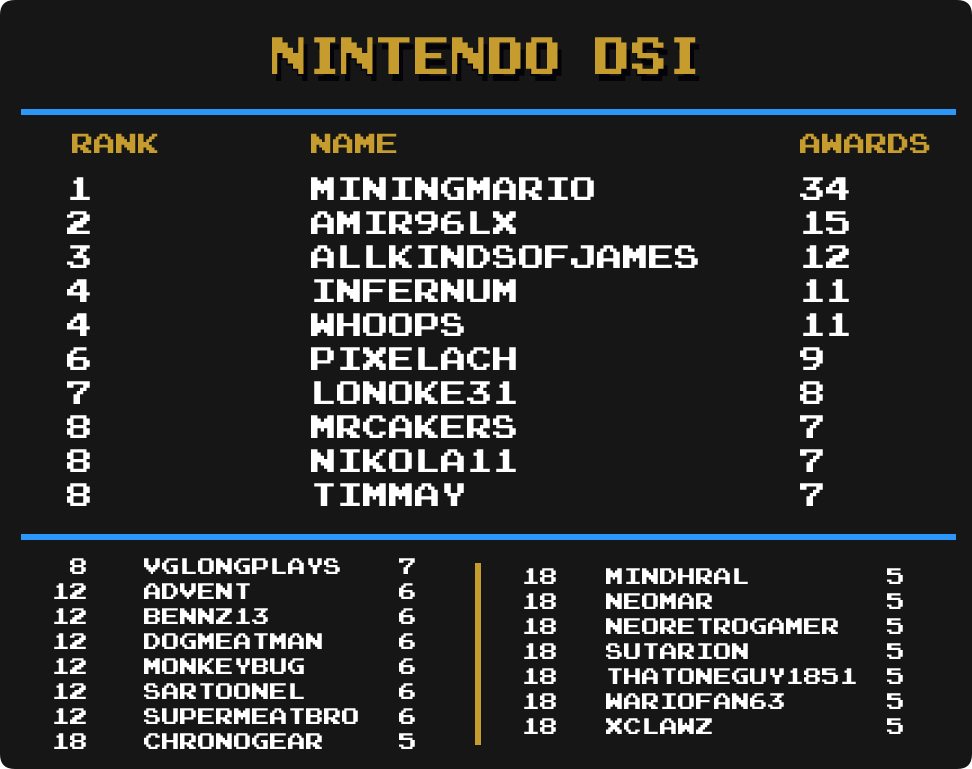 NINTENDO DSI
RANK NAME AWARDS
1 MININGMARIO 34
2 AMIR96LX 15
3 ALLKINDSOFJAMES 12
4 INFERNUM 11
4 WHOOPS 11
6 PIXELACH 9
7 LONOKE31 8
8 MRCAKERS 7
8 NIKOLA11 7
8 TIMMAY 7
8 VGLONGPLAYS 7
12 ADVENT 6
12 BENNZ13 6
12 DOGMEATMAN 6
12 MONKEYBUG 6
12 SARTOONEL 6
12 SUPERMEATBRO 6
18 CHRONOGEAR 5
18 MINDHRAL 5
18 NEOMAR 5
18 NEORETROGAMER 5
18 SUTARION 5
18 THATONEGUY1851 5
18 WARIOFAN63 5
18 XCLAWZ 5